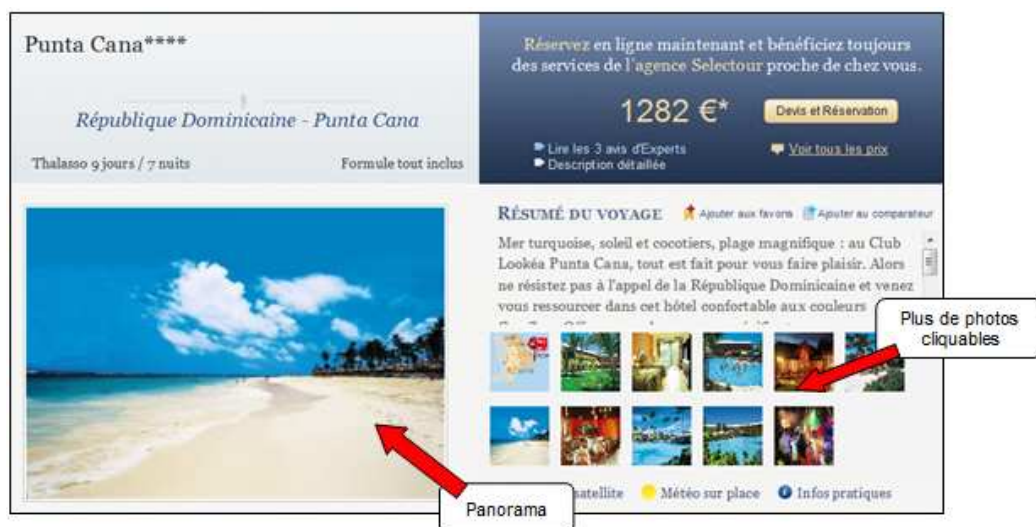 Punta Cana****
République Dominicaine - Punta Cana
Thalasso 9 jours / 7 nuits
Formule tout inclus
Réservez en ligne maintenant et bénéficiez toujours
des services de l'agence Selectour proche de chez vous.
1282 €*
Devis et Réservation
Lire les 3 avis d'Experts
Voir tous les prix
Description détaillée
RÉSUMÉ DU VOYAGE
Ajouter aux favoris
Ajouter au comparateur
Mer turquoise, soleil et cocotiers, plage magnifique : au Club
Lookéa Punta Cana, tout est fait pour vous faire plaisir. Alors
ne résistez pas à l'appel de la République Dominicaine et venez
vous ressourcer dans cet hôtel confortable aux couleurs
Plus de photos
cliquables
satellite
Météo sur place
Infos pratiques
Panorama